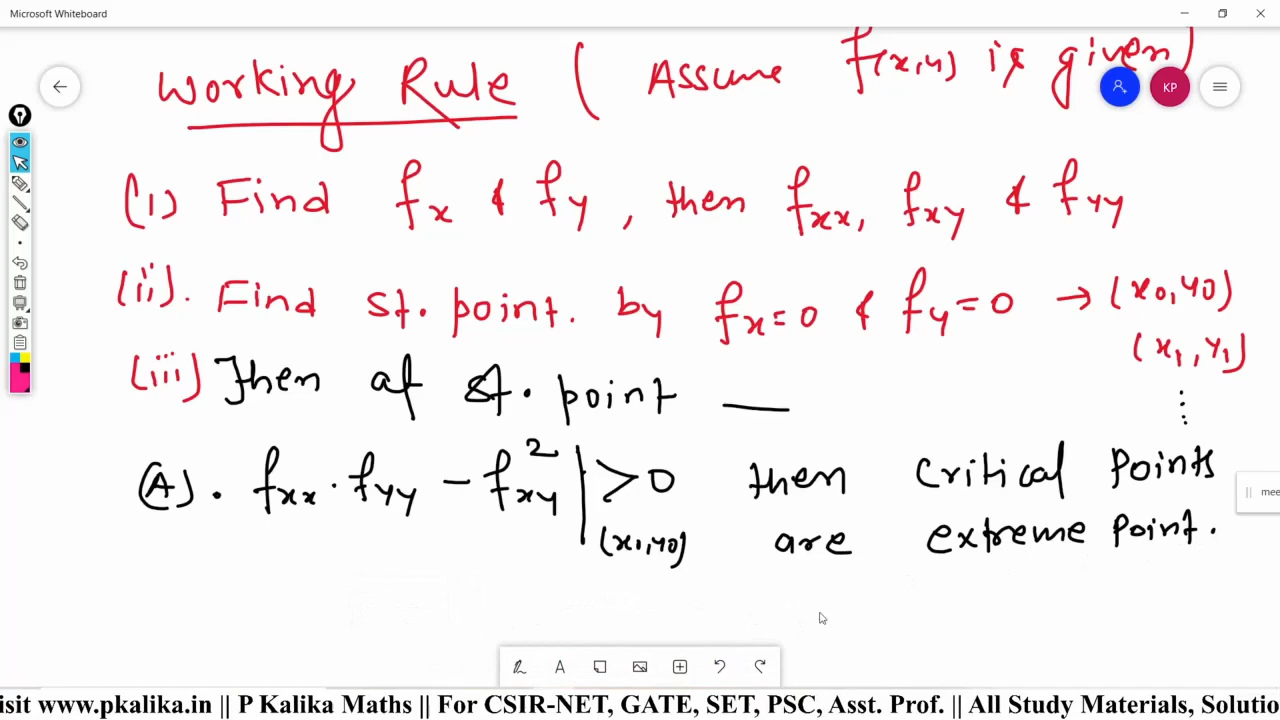 Microsoft Whiteboard
Working Rule ( Assume f(x,y) is given)
KP
(i) Find fx & fy, then fxx, fxy & fyy
(ii). Find st. point. by fx=0 & fy=0 → (x0,y0)
(x1,y1)
(iii) Then at st. point —
(A). fxx·fyy - f²xy | >0 then critical points
(x0,y0) are extreme point.
mee
isit www.pkalika.in || P Kalika Maths || For CSIR-NET, GATE, SET, PSC, Asst. Prof. || All Study Materials, Solutio